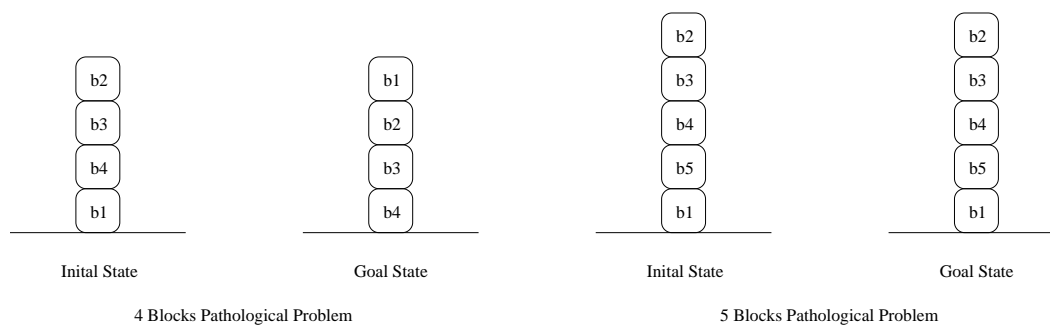 b2
b3
b4
b1
Inital State
b1
b2
b3
b4
Goal State
4 Blocks Pathological Problem
b2
b3
b4
b5
b1
Inital State
b2
b3
b4
b5
b1
Goal State
5 Blocks Pathological Problem